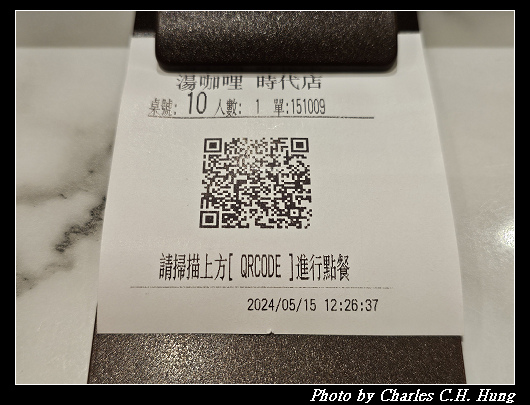 湯咖哩 時代店
桌號: 10 人數: 1 單:151009
請掃描上方[ QRCODE ]進行點餐
2024/05/15 12:26:37
Photo by Charles C.H. Hung